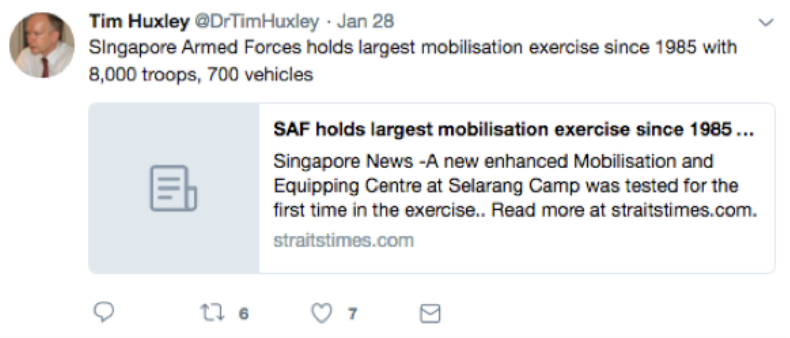 Tim Huxley @DrTimHuxley · Jan 28
SIngapore Armed Forces holds largest mobilisation exercise since 1985 with
8,000 troops, 700 vehicles
SAF holds largest mobilisation exercise since 1985 ...
Singapore News -A new enhanced Mobilisation and
Equipping Centre at Selarang Camp was tested for the
first time in the exercise.. Read more at straitstimes.com.
straitstimes.com
6 7